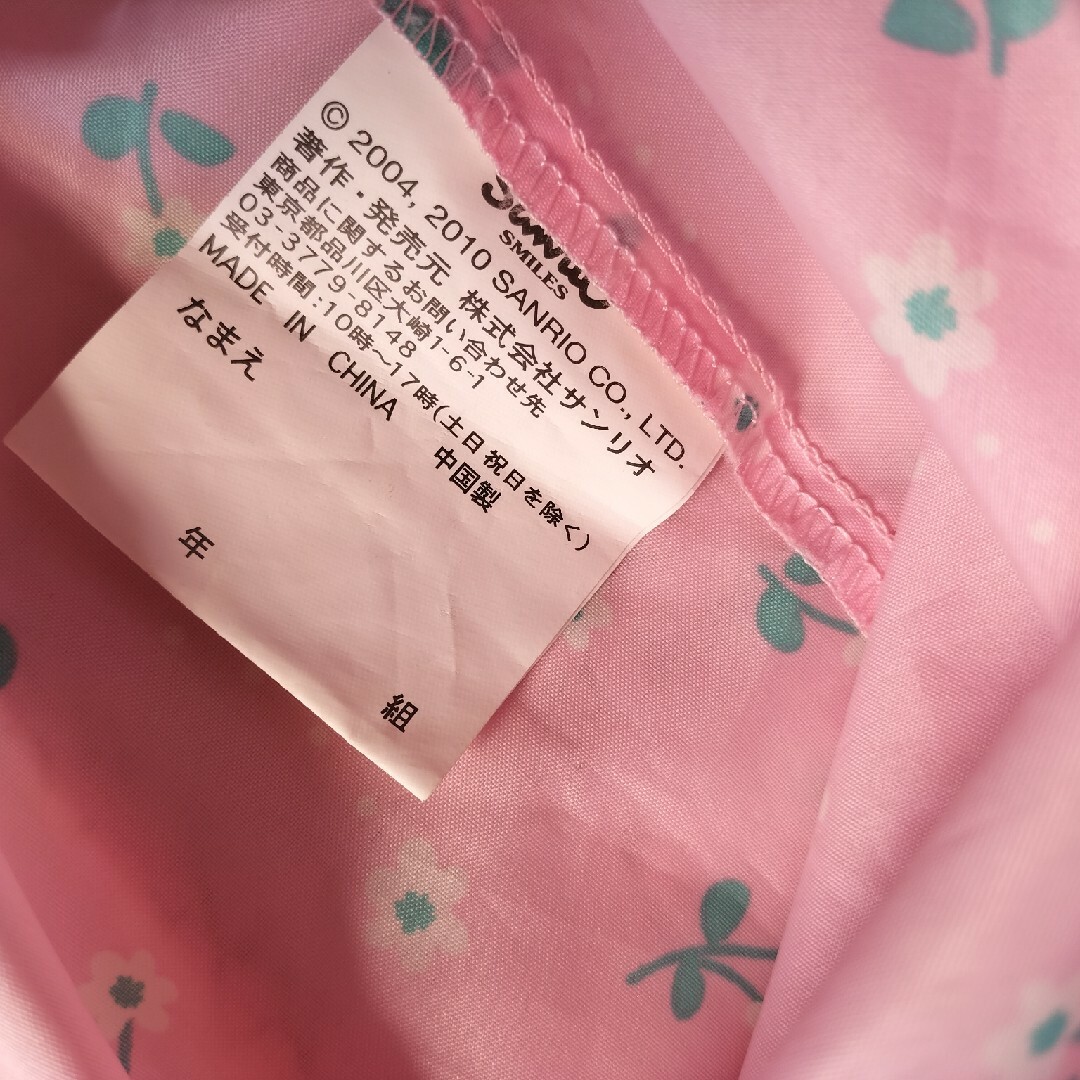 Sanrio
SMILES
© 2004, 2010 SANRIO CO., LTD.
著作・発売元 株式会社サンリオ
商品に関するお問い合わせ先
東京都品川区大崎1-6-1
03-3779-8148
受付時間:10時~17時(土日祝日を除く)
MADE IN CHINA 中国製
なまえ
年 組